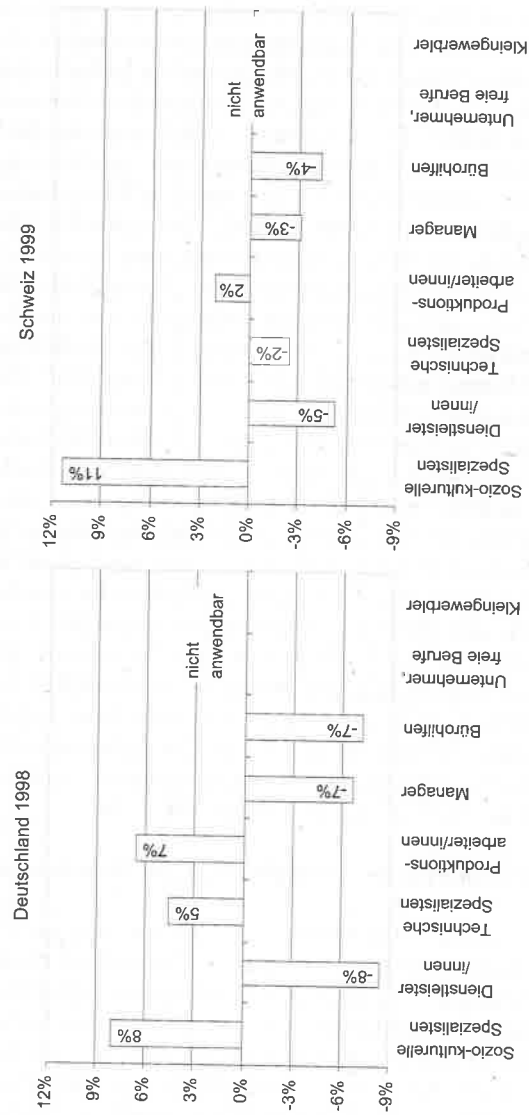 Deutschland 1998
12%
9%
6%
3%
0%
-3%
-6%
-9%
8%
-8%
5%
7%
-7%
-7%
nicht
anwendbar
Sozio-kulturelle
Spezialisten
Dienstleister
/innen
Technische
Spezialisten
Produktions-
arbeiter/innen
Manager
Bürohilfen
Unternehmer,
freie Berufe
Kleingewerbler
Schweiz 1999
12%
9%
6%
3%
0%
-3%
-6%
-9%
11%
-5%
-2%
2%
-3%
-4%
nicht
anwendbar
Sozio-kulturelle
Spezialisten
Dienstleister
/innen
Technische
Spezialisten
Produktions-
arbeiter/innen
Manager
Bürohilfen
Unternehmer,
freie Berufe
Kleingewerbler